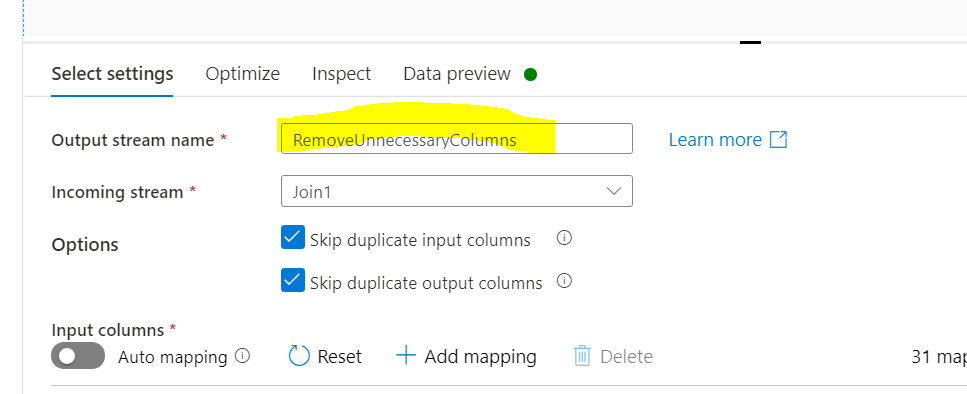 Select settings Optimize Inspect Data preview
Output stream name * RemoveUnnecessaryColumns Learn more
Incoming stream * Join1
Options Skip duplicate input columns
Skip duplicate output columns
Input columns *
Auto mapping Reset Add mapping Delete 31 map